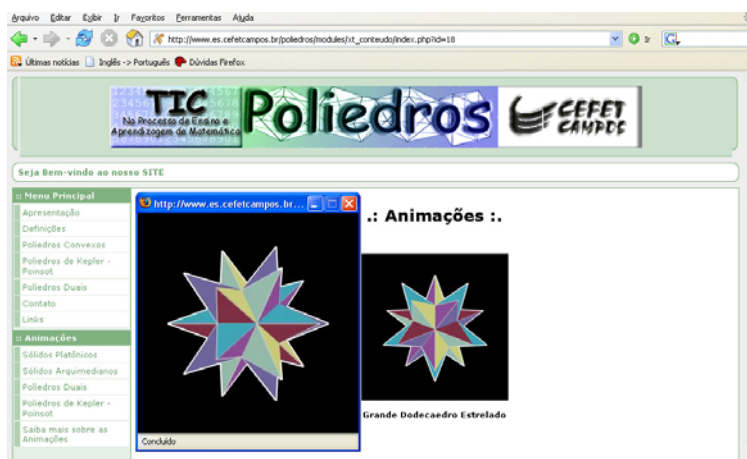 Arquivo Editar Exibir Ir Favoritos Ferramentas Ajuda
http://www.es.cefetcampos.br/poliedros/modules/xt_conteudo/index.php?id=18
Ir
Últimas notícias Inglês -> Português Dúvidas Firefox
TIC
No Processo de Ensino e
Aprendizagem de Matemática
Poliedros
CEFET
CAMPOS
Seja Bem-vindo ao nosso SITE
:: Menu Principal
Apresentação
Definições
Poliedros Convexos
Poliedros de Kepler -
Poinsot
Poliedros Duais
Contato
Links
:: Animações
Sólidos Platônicos
Sólidos Arquimedianos
Poliedros Duais
Poliedros de Kepler -
Poinsot
Saiba mais sobre as
Animações
http://www.es.cefetcampos.br...
Concluído
.: Animações :.
Grande Dodecaedro Estrelado